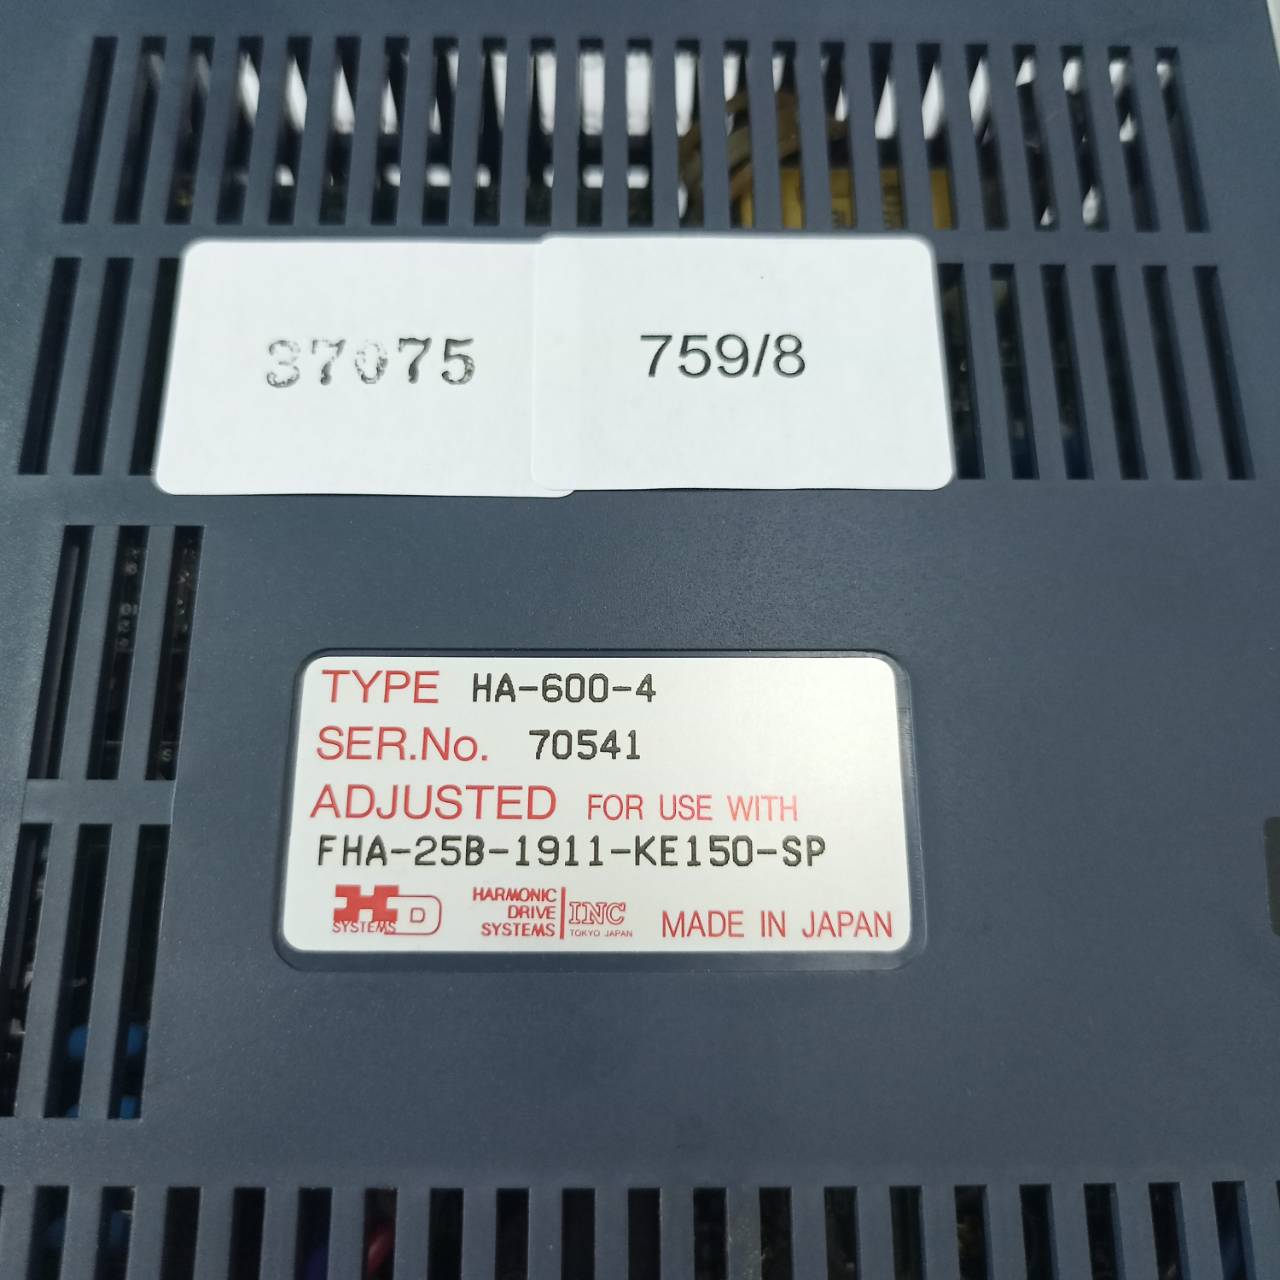 37075
759/8
TYPE HA-600-4
SER.No. 70541
ADJUSTED FOR USE WITH
FHA-25B-1911-KE150-SP
HD SYSTEMS
HARMONIC DRIVE SYSTEMS INC
TOKYO JAPAN
MADE IN JAPAN